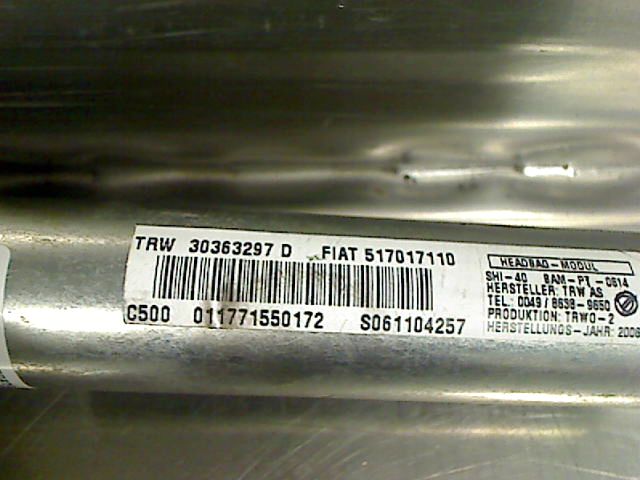 TRW 30363297 D FIAT 517017110
C500 011771550172 S061104257
HEADBAG-MODUL
SHI-40 BAM-PT-0614
HERSTELLER: TRW AS
TEL.: 0049 / 8638-9650
PRODUKTION: TRWO-2
HERSTELLUNGS-JAHR: 2006